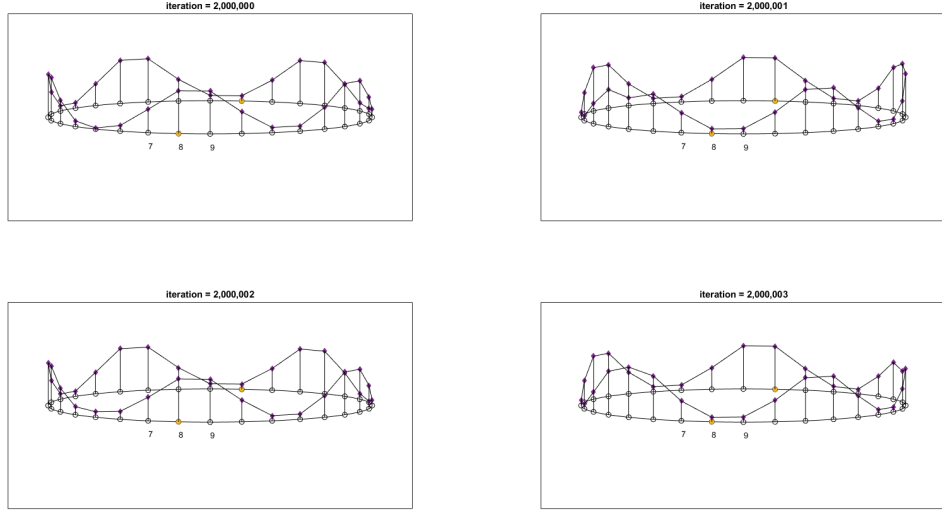 iteration = 2,000,000
7 8 9
iteration = 2,000,001
7 8 9
iteration = 2,000,002
7 8 9
iteration = 2,000,003
7 8 9